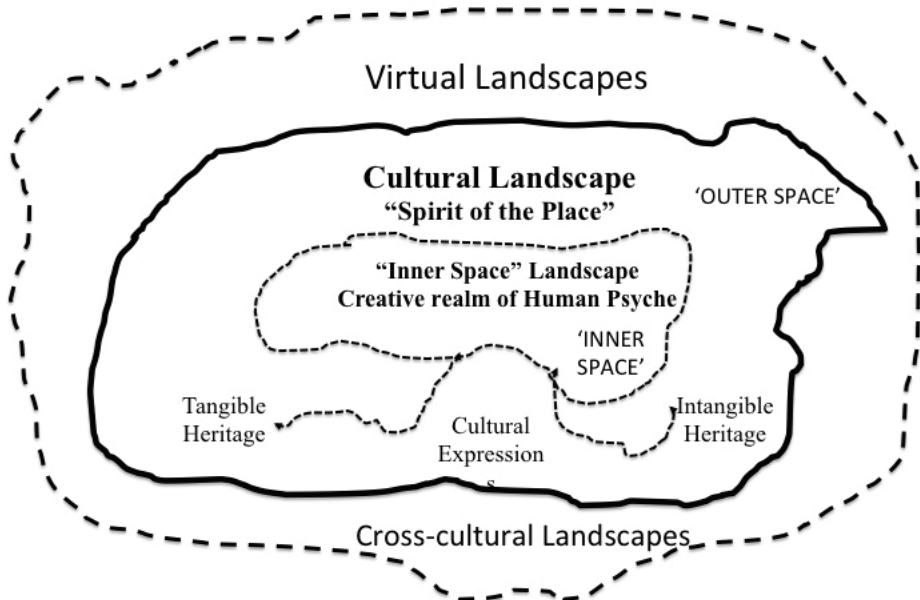 Virtual Landscapes
Cultural Landscape
‘OUTER SPACE’
“Spirit of the Place”
“Inner Space” Landscape
Creative realm of Human Psyche
‘INNER
SPACE’
Tangible
Heritage
Cultural
Expression
s
Intangible
Heritage
Cross-cultural Landscapes